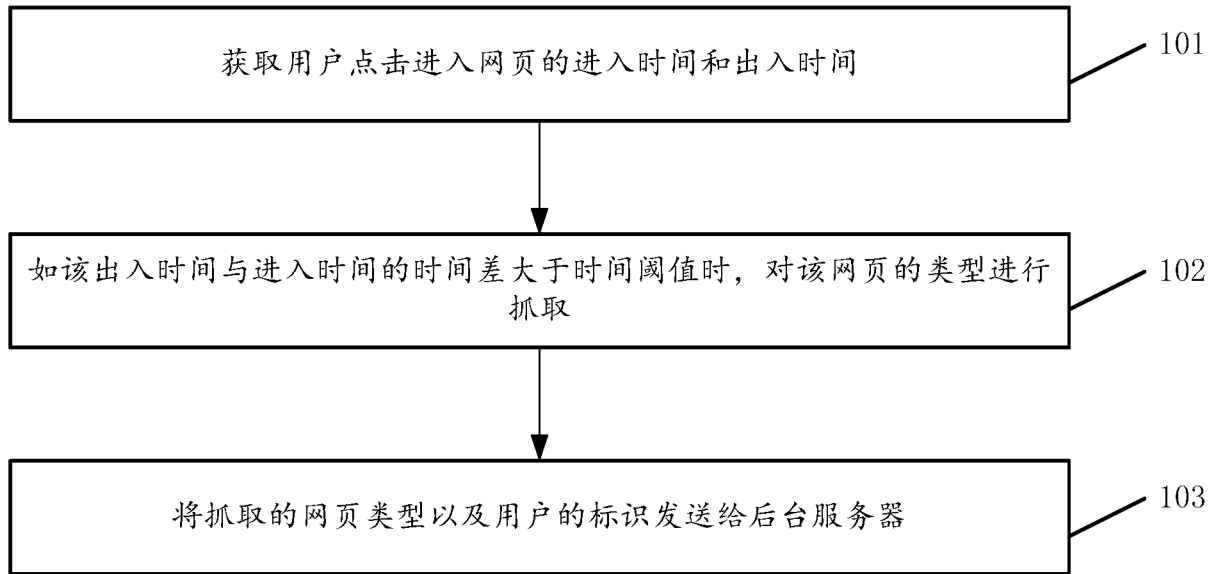 获取用户点击进入网页的进入时间和出入时间
101
如该出入时间与进入时间的时间差大于时间阈值时，对该网页的类型进行
抓取
102
将抓取的网页类型以及用户的标识发送给后台服务器
103